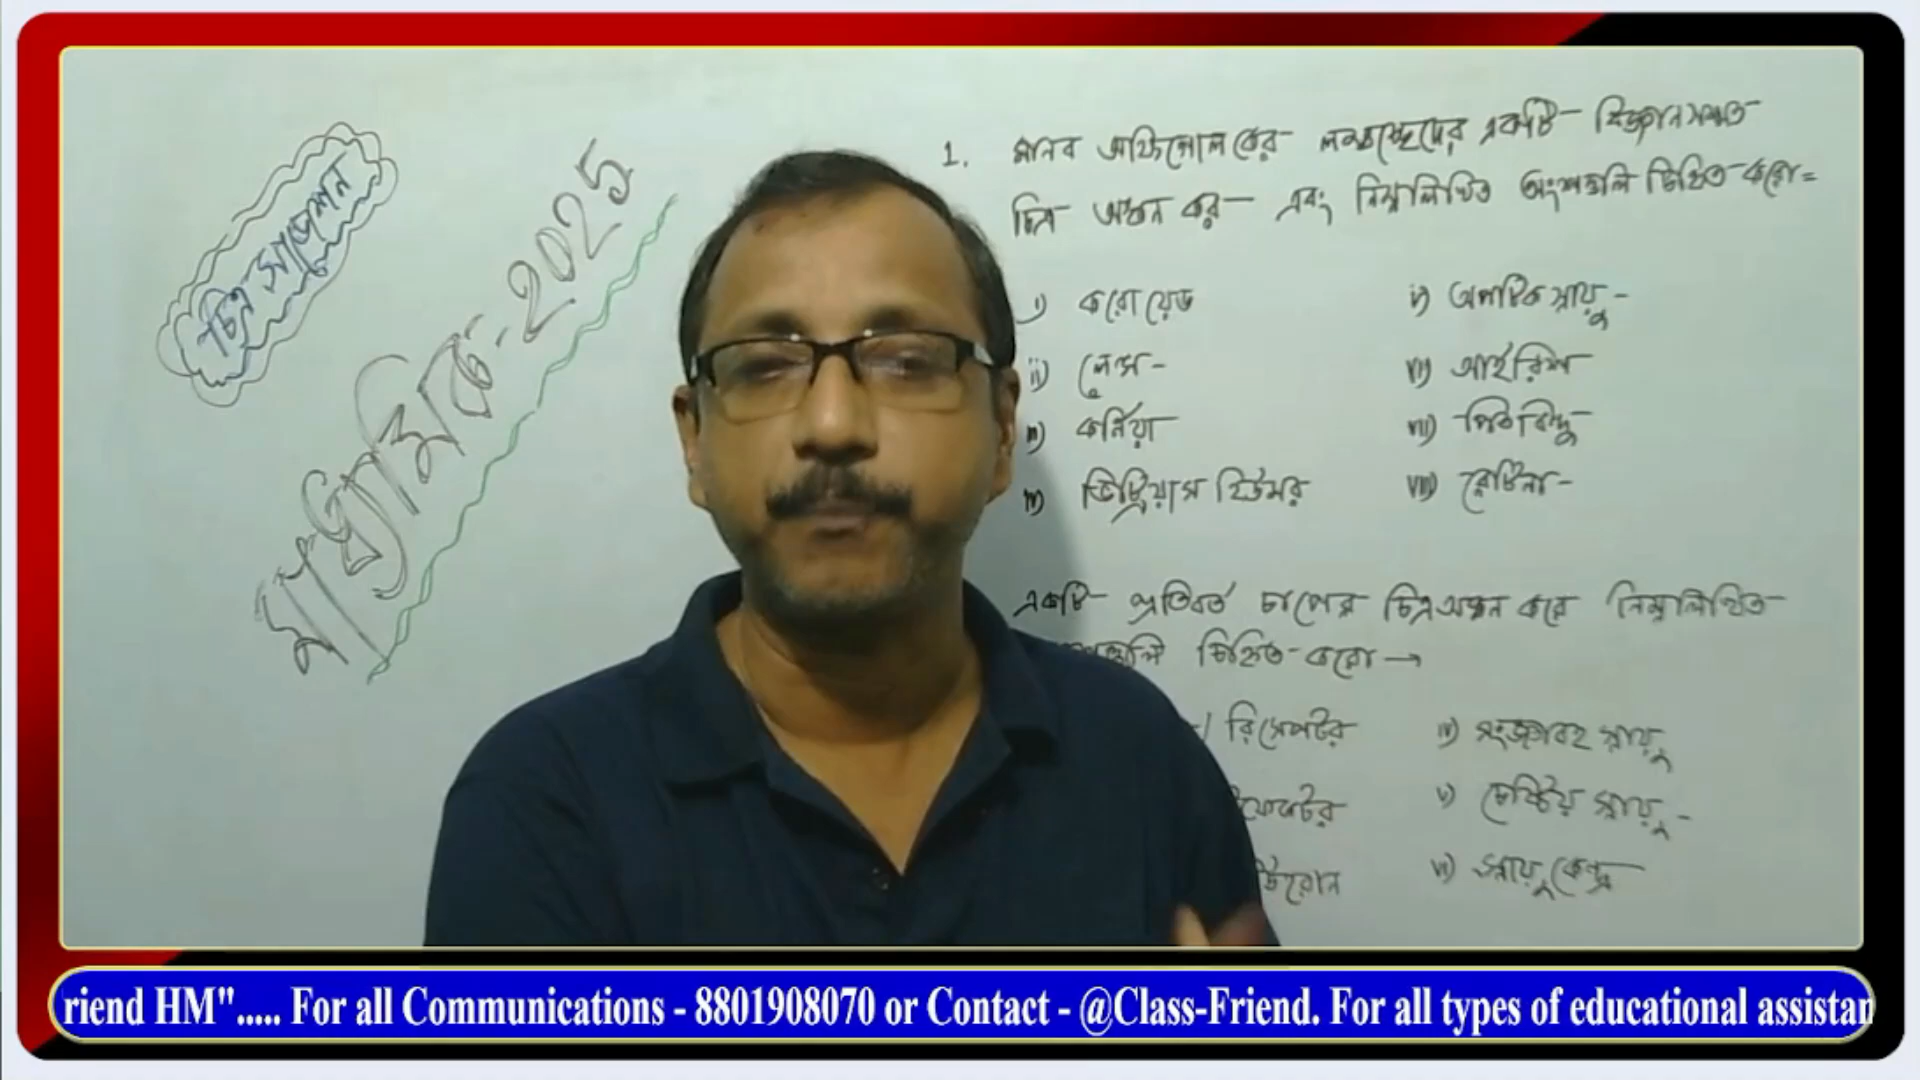 চিত্র সাজেশন
মাধ্যমিক-2025
1. মানব অক্ষিগোলকের লম্বচ্ছেদের একটি বিজ্ঞানসম্মত
চিত্র অঙ্কন কর এবং নিম্নলিখিত অংশগুলি চিহ্নিত করো=
i) করোয়েড
ii) লেন্স -
iii) কর্নিয়া
iv) ভিট্রিয়াস হিউমর
v) অপটিক স্নায়ু -
vi) আইরিশ
vii) পিতবিন্দু
viii) রেটিনা -
একটি প্রতিবর্ত চাপের চিত্র অঙ্কন করে নিম্নলিখিত
চিহ্নিত করো →
রিসেপটর
iv) সংজ্ঞাবহ স্নায়ু
v) চেষ্টিয় স্নায়ু -
vi) স্নায়ু কেন্দ্র
riend HM"..... For all Communications - 8801908070 or Contact - @Class-Friend. For all types of educational assistan